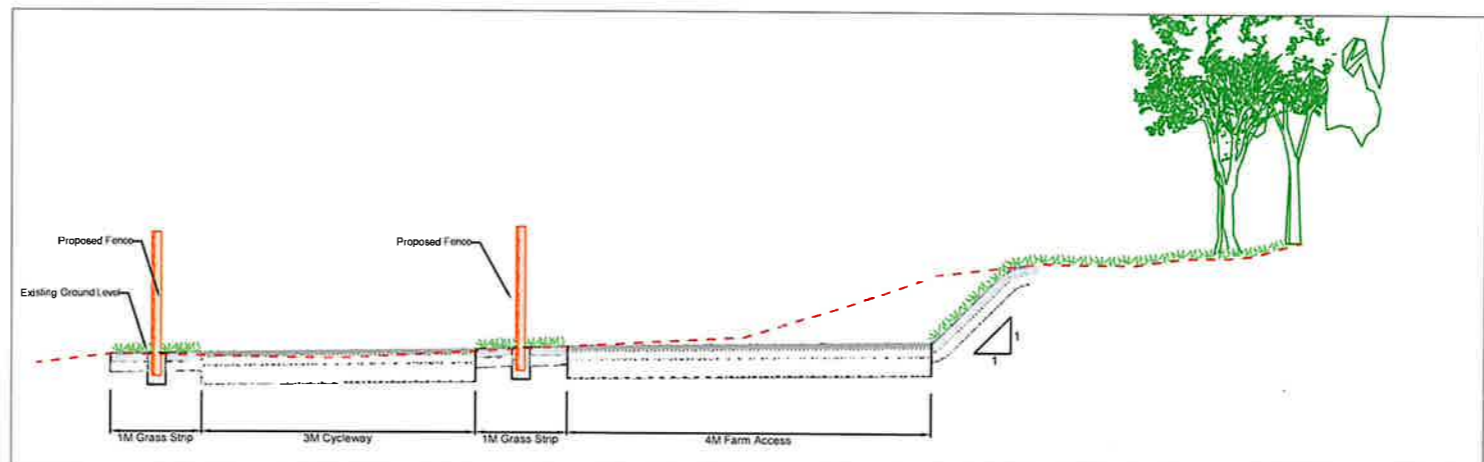 Proposed Fence
Proposed Fence
Existing Ground Level
1
1
1M Grass Strip
3M Cycleway
1M Grass Strip
4M Farm Access